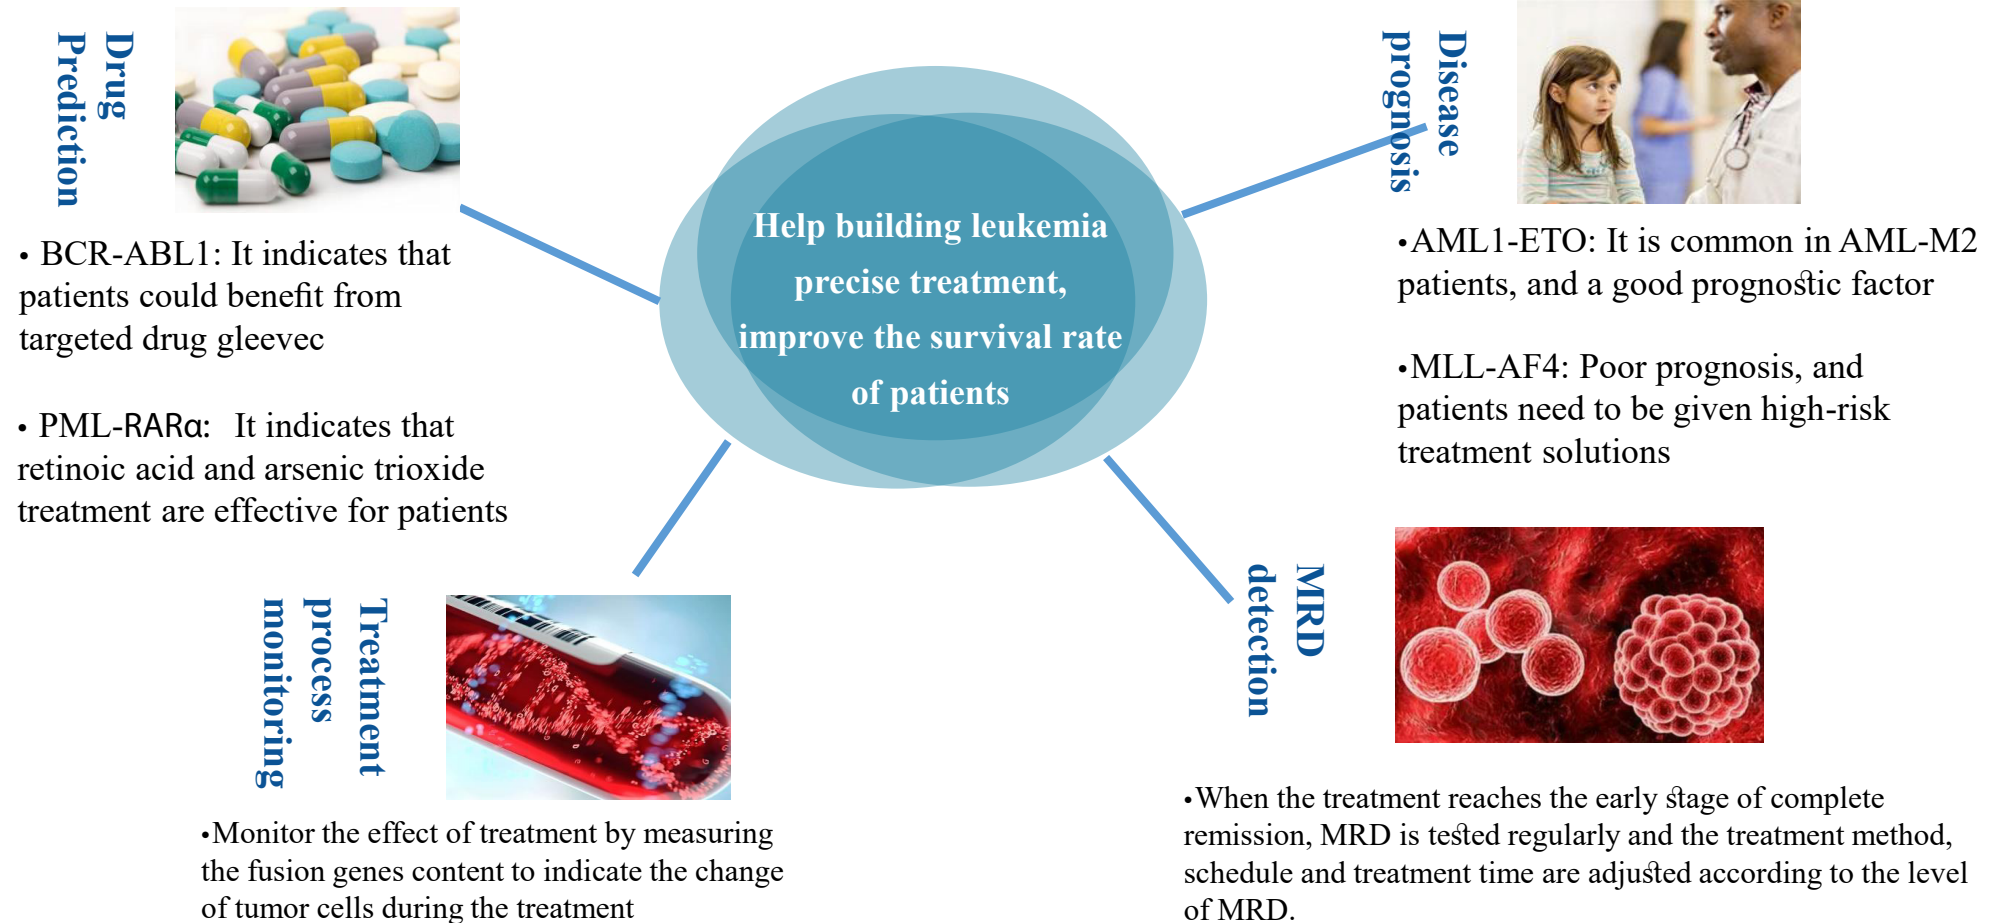 Drug
Prediction
• BCR-ABL1: It indicates that
patients could benefit from
targeted drug gleevec
• PML-RARα: It indicates that
retinoic acid and arsenic trioxide
treatment are effective for patients
Help building leukemia
precise treatment,
improve the survival rate
of patients
Disease
prognosis
•AML1-ETO: It is common in AML-M2
patients, and a good prognostic factor
•MLL-AF4: Poor prognosis, and
patients need to be given high-risk
treatment solutions
Treatment
process
monitoring
•Monitor the effect of treatment by measuring
the fusion genes content to indicate the change
of tumor cells during the treatment
MRD
detection
•When the treatment reaches the early stage of complete
remission, MRD is tested regularly and the treatment method,
schedule and treatment time are adjusted according to the level
of MRD.